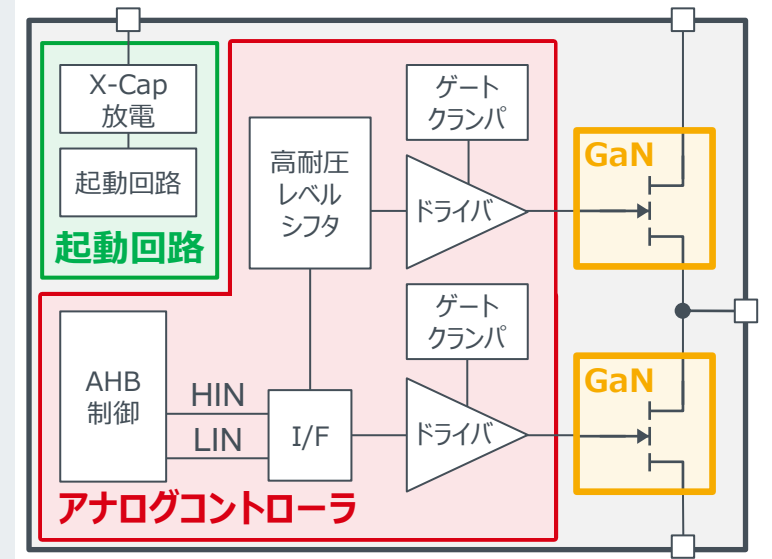 X-Cap
放電
起動回路
起動回路
高耐圧
レベル
シフタ
ゲート
クランパ
ドライバ
GaN
ゲート
クランパ
ドライバ
GaN
AHB
制御
HIN
LIN
I/F
アナログコントローラ